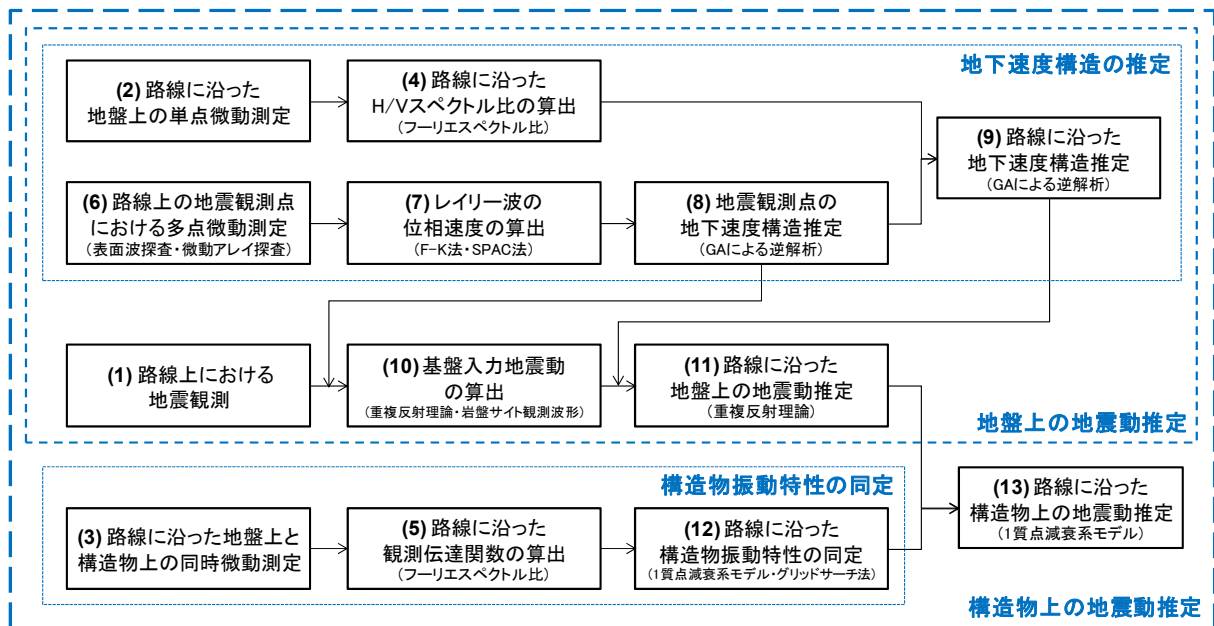 地下速度構造の推定
(2) 路線に沿った
地盤上の単点微動測定
(4) 路線に沿った
H/Vスペクトル比の算出
(フーリエスペクトル比)
(9) 路線に沿った
地下速度構造推定
(GAによる逆解析)
(6) 路線上の地震観測点
における多点微動測定
(表面波探査・微動アレイ探査)
(7) レイリー波の
位相速度の算出
(F-K法・SPAC法)
(8) 地震観測点の
地下速度構造推定
(GAによる逆解析)
(1) 路線上における
地震観測
(10) 基盤入力地震動
の算出
(重複反射理論・岩盤サイト観測波形)
(11) 路線に沿った
地盤上の地震動推定
(重複反射理論)
地盤上の地震動推定
構造物振動特性の同定
(3) 路線に沿った地盤上と
構造物上の同時微動測定
(5) 路線に沿った
観測伝達関数の算出
(フーリエスペクトル比)
(12) 路線に沿った
構造物振動特性の同定
(1質点減衰系モデル・グリッドサーチ法)
(13) 路線に沿った
構造物上の地震動推定
(1質点減衰系モデル)
構造物上の地震動推定